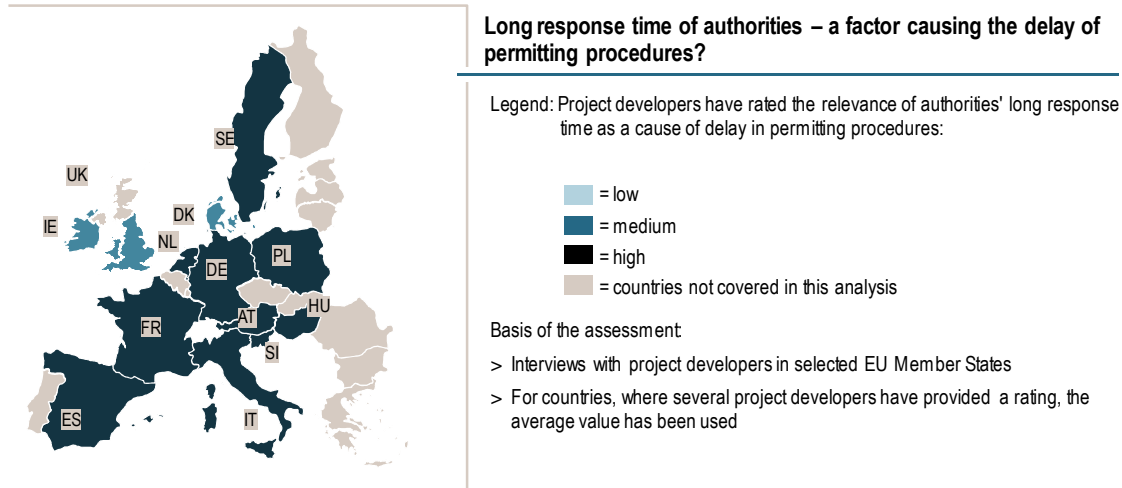 Long response time of authorities – a factor causing the delay of
permitting procedures?
Legend: Project developers have rated the relevance of authorities' long response
time as a cause of delay in permitting procedures:
= low
= medium
= high
= countries not covered in this analysis
Basis of the assessment:
> Interviews with project developers in selected EU Member States
> For countries, where several project developers have provided a rating, the
average value has been used
SE
UK
DK
IE
NL
PL
DE
HU
AT
FR
SI
ES
IT